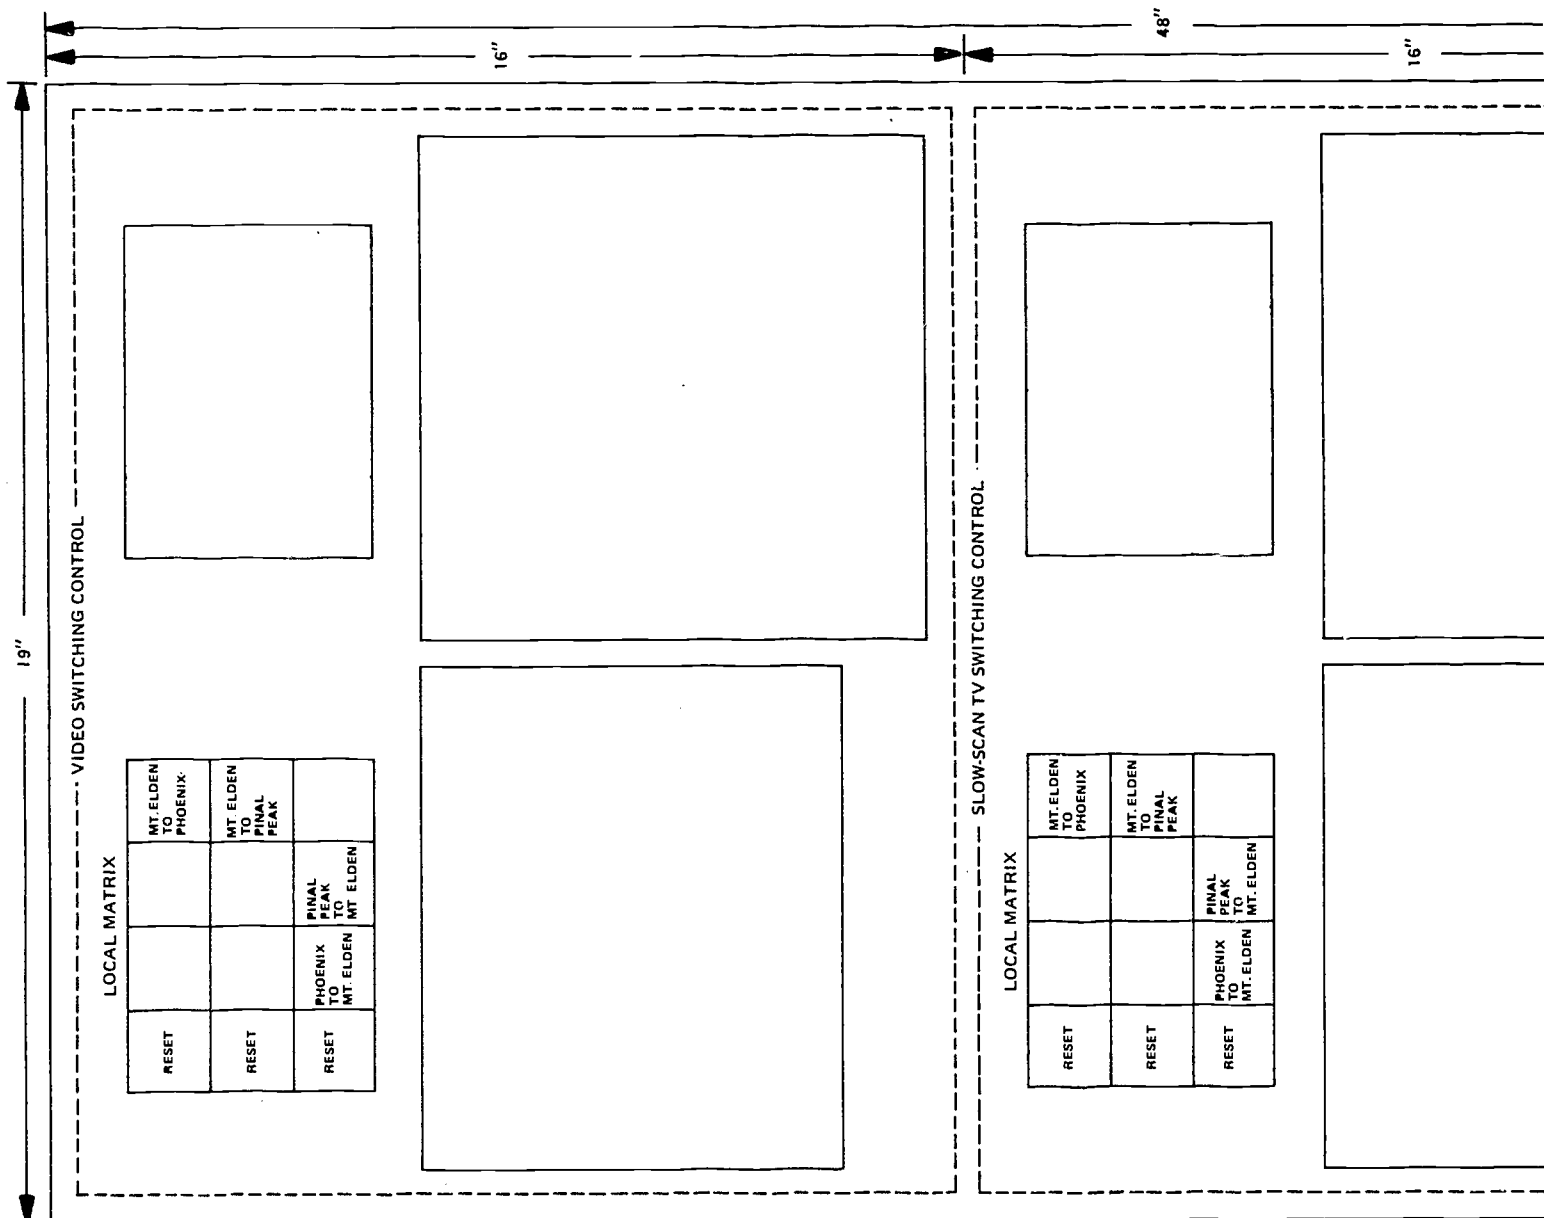 48"
16"
16"
19"
VIDEO SWITCHING CONTROL
LOCAL MATRIX
RESET
MT. ELDEN
TO
PHOENIX
RESET
MT. ELDEN
TO
PINAL
PEAK
RESET
PHOENIX
TO
MT. ELDEN
PINAL
PEAK
TO
MT ELDEN
SLOW-SCAN TV SWITCHING CONTROL
LOCAL MATRIX
RESET
MT. ELDEN
TO
PHOENIX
RESET
MT. ELDEN
TO
PINAL
PEAK
RESET
PHOENIX
TO
MT. ELDEN
PINAL
PEAK
TO
MT. ELDEN